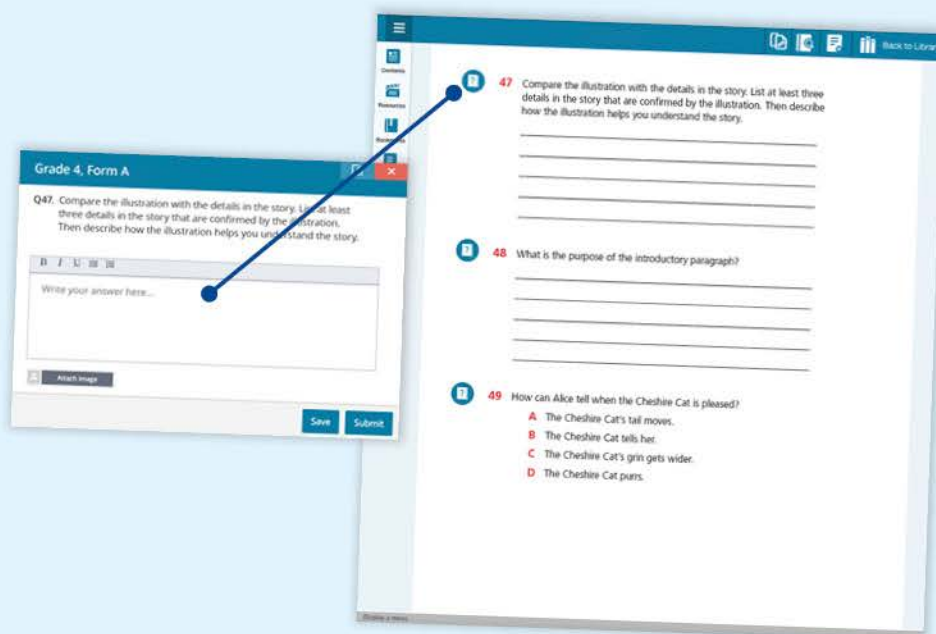 Back to Librar
Contents
Resources
47 Compare the illustration with the details in the story. List at least three
details in the story that are confirmed by the illustration. Then describe
how the illustration helps you understand the story.
48 What is the purpose of the introductory paragraph?
49 How can Alice tell when the Cheshire Cat is pleased?
A The Cheshire Cat's tail moves.
B The Cheshire Cat tells her.
C The Cheshire Cat's grin gets wider.
D The Cheshire Cat purrs.
Grade 4, Form A
Q47. Compare the illustration with the details in the story. List at least
three details in the story that are confirmed by the illustration.
Then describe how the illustration helps you understand the story.
B I U
Write your answer here...
Attach Image
Save Submit